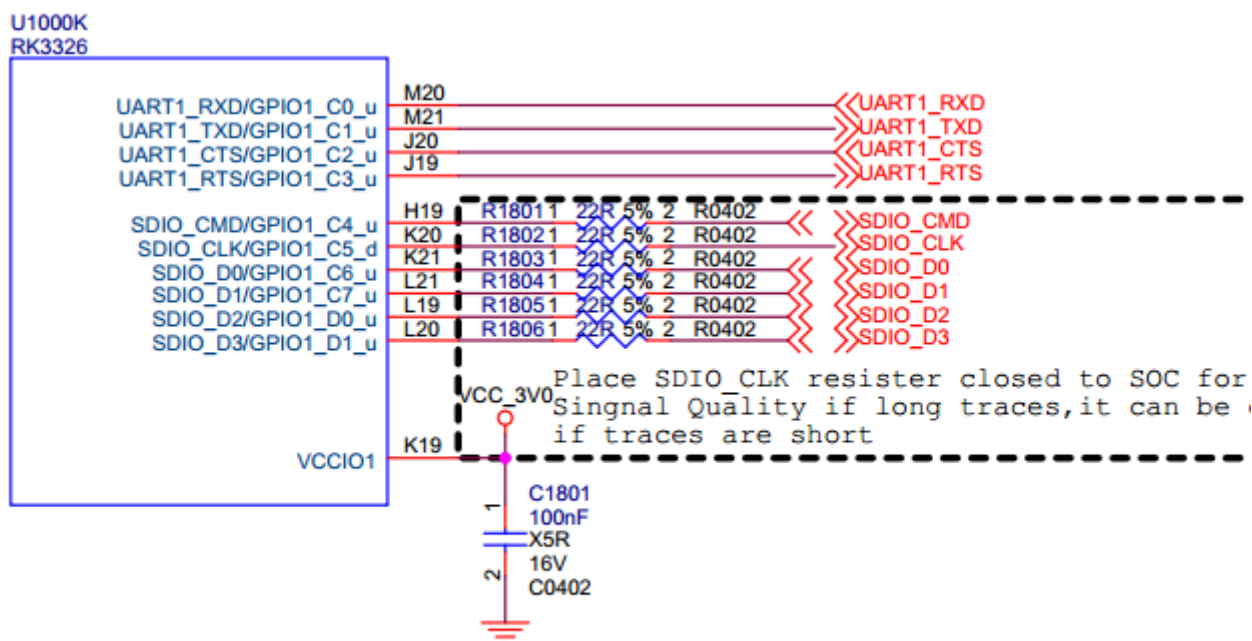 U1000K
RK3326
UART1_RXD/GPIO1_C0_u M20 UART1_RXD
UART1_TXD/GPIO1_C1_u M21 UART1_TXD
UART1_CTS/GPIO1_C2_u J20 UART1_CTS
UART1_RTS/GPIO1_C3_u J19 UART1_RTS
SDIO_CMD/GPIO1_C4_u H19 R1801 1 22R 5% 2 R0402 SDIO_CMD
SDIO_CLK/GPIO1_C5_d K20 R1802 1 22R 5% 2 R0402 SDIO_CLK
SDIO_D0/GPIO1_C6_u K21 R1803 1 22R 5% 2 R0402 SDIO_D0
SDIO_D1/GPIO1_C7_u L21 R1804 1 22R 5% 2 R0402 SDIO_D1
SDIO_D2/GPIO1_D0_u L19 R1805 1 22R 5% 2 R0402 SDIO_D2
SDIO_D3/GPIO1_D1_u L20 R1806 1 22R 5% 2 R0402 SDIO_D3
Place SDIO_CLK resister closed to SOC for
VCC_3V0
Singnal Quality if long traces,it can be
if traces are short
VCCIO1 K19
C1801
1
100nF
X5R
16V
2
C0402